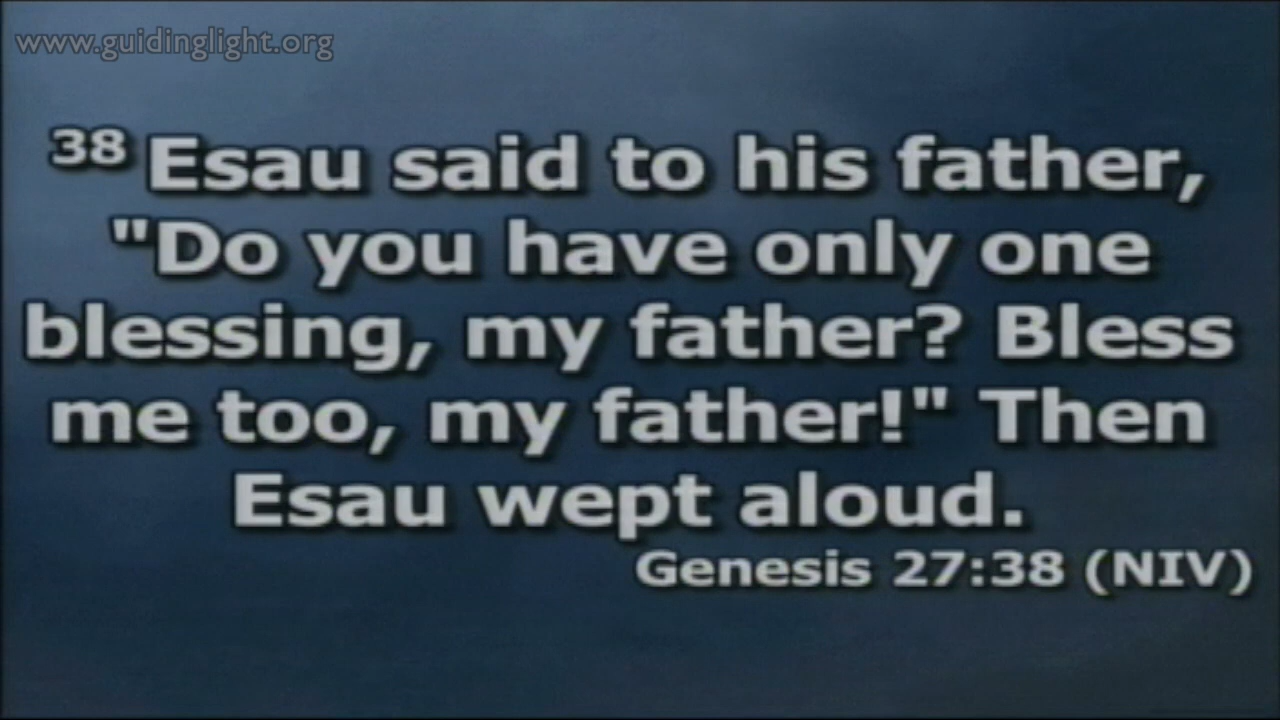 www.guidinglight.org
38 Esau said to his father,
"Do you have only one
blessing, my father? Bless
me too, my father!" Then
Esau wept aloud.
Genesis 27:38 (NIV)